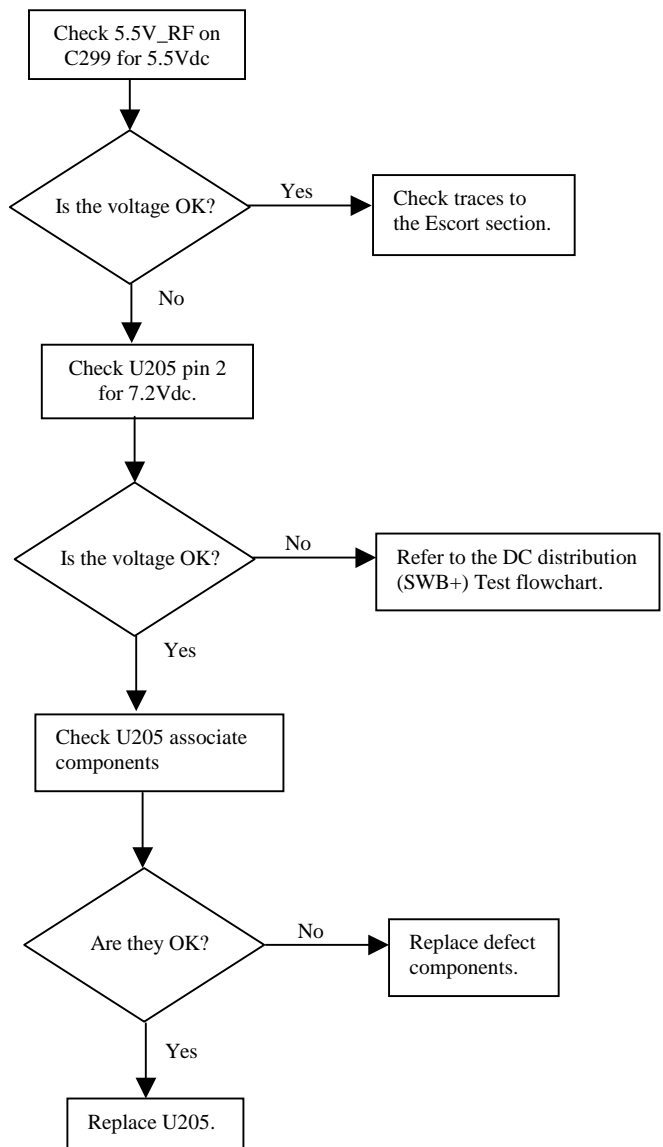 Check 5.5V_RF on
C299 for 5.5Vdc
Is the voltage OK?
Yes
Check traces to
the Escort section.
No
Check U205 pin 2
for 7.2Vdc.
Is the voltage OK?
No
Refer to the DC distribution
(SWB+) Test flowchart.
Yes
Check U205 associate
components
Are they OK?
No
Replace defect
components.
Yes
Replace U205.